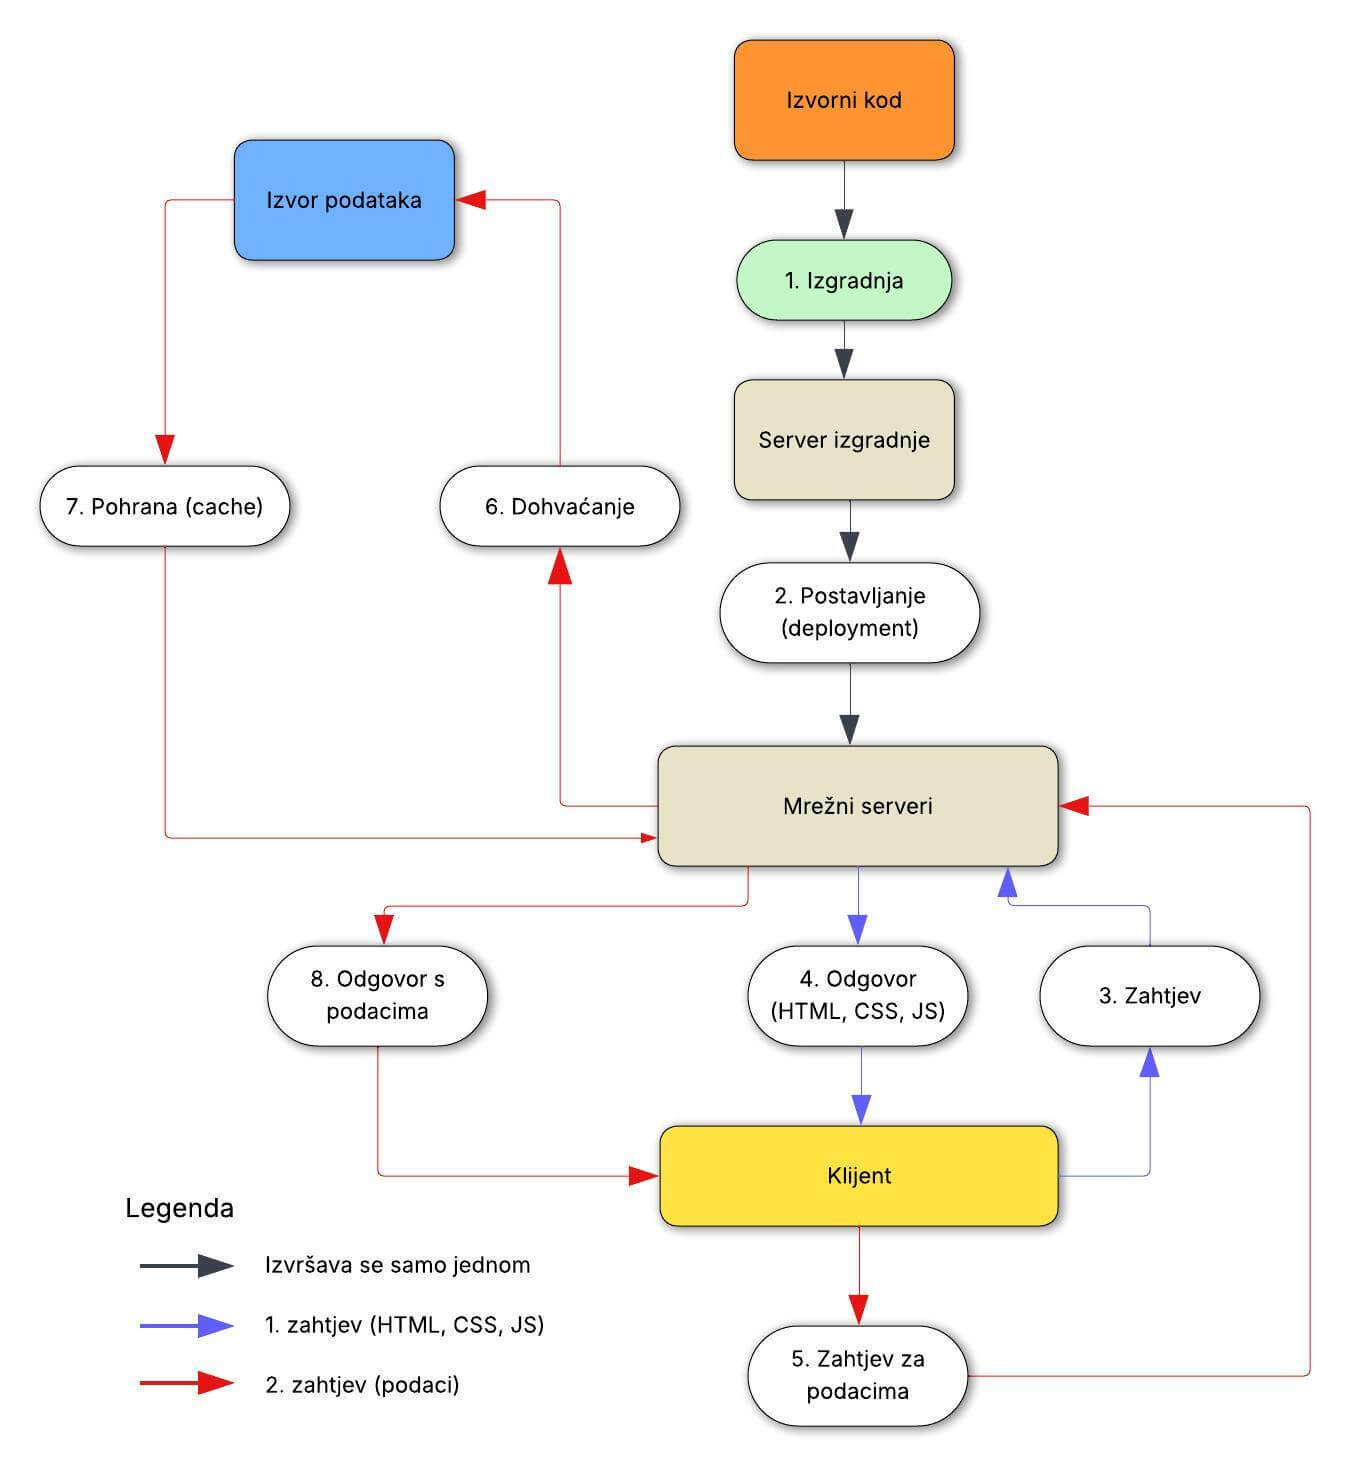 Izvorni kod
Izvor podataka
1. Izgradnja
Server izgradnje
7. Pohrana (cache)
6. Dohvaćanje
2. Postavljanje
(deployment)
Mrežni serveri
8. Odgovor s
podacima
4. Odgovor
(HTML, CSS, JS)
3. Zahtjev
Klijent
Legenda
Izvršava se samo jednom
1. zahtjev (HTML, CSS, JS)
2. zahtjev (podaci)
5. Zahtjev za
podacima